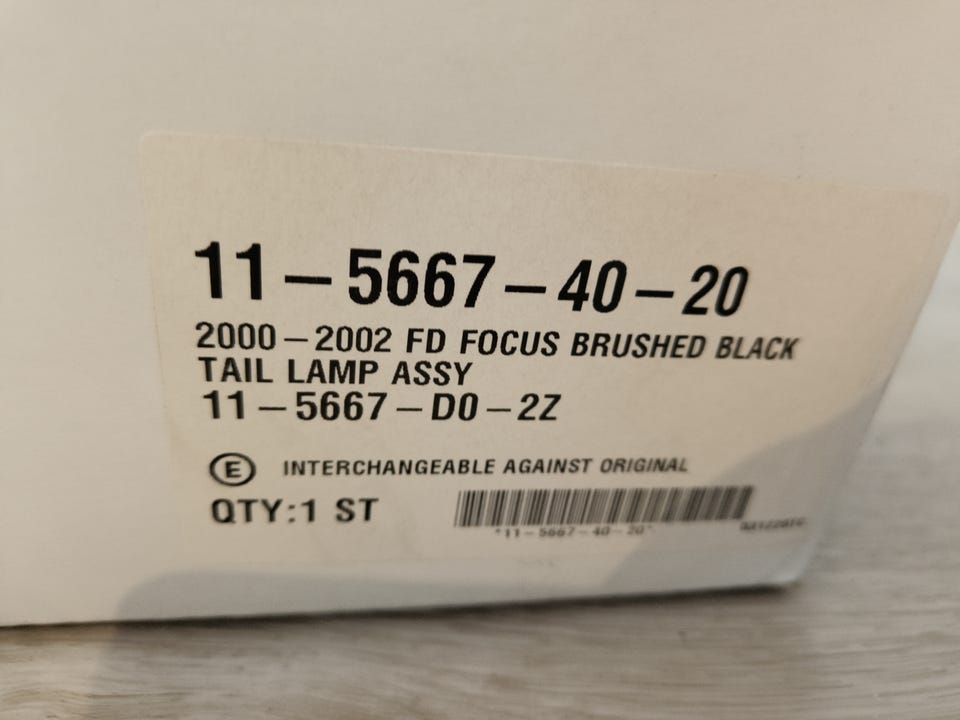 11-5667-40-20
2000-2002 FD FOCUS BRUSHED BLACK
TAIL LAMP ASSY
11-5667-D0-2Z
E INTERCHANGEABLE AGAINST ORIGINAL
QTY:1 ST
*11-5667-40-20*